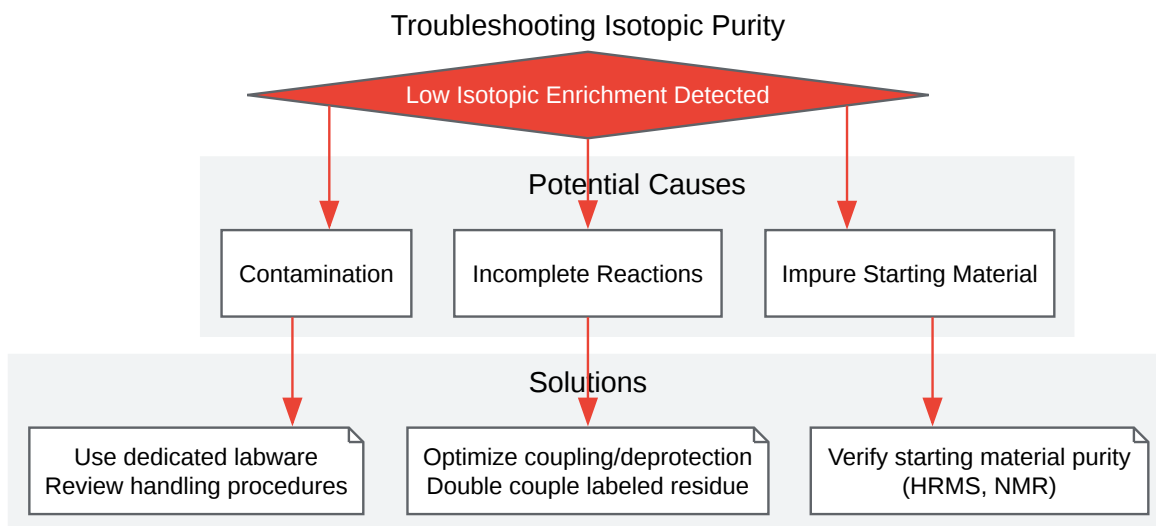 Troubleshooting Isotopic Purity
Low Isotopic Enrichment Detected
Potential Causes
Contamination
Incomplete Reactions
Impure Starting Material
Solutions
Use dedicated labware
Review handling procedures
Optimize coupling/deprotection
Double couple labeled residue
Verify starting material purity
(HRMS, NMR)